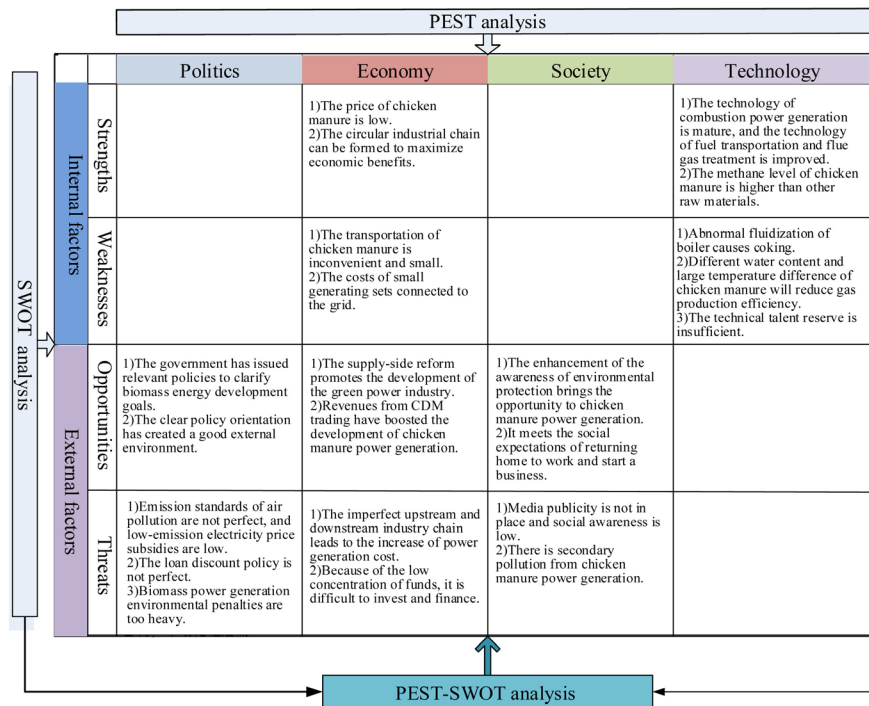 PEST analysis
Politics
Economy
Society
Technology
SWOT analysis
Internal factors
Strengths
1)The price of chicken
manure is low.
2)The circular industrial chain
can be formed to maximize
economic benefits.
1)The technology of
combustion power generation
is mature, and the technology
of fuel transportation and flue
gas treatment is improved.
2)The methane level of chicken
manure is higher than other
raw materials.
Weaknesses
1)The transportation of
chicken manure is
inconvenient and small.
2)The costs of small
generating sets connected to
the grid.
1)Abnormal fluidization of
boiler causes coking.
2)Different water content and
large temperature difference of
chicken manure will reduce gas
production efficiency.
3)The technical talent reserve is
insufficient.
External factors
Opportunities
1)The government has issued
relevant policies to clarify
biomass energy development
goals.
2)The clear policy orientation
has created a good external
environment.
1)The supply-side reform
promotes the development of
the green power industry.
2)Revenues from CDM
trading have boosted the
development of chicken
manure power generation.
1)The enhancement of the
awareness of environmental
protection brings the
opportunity to chicken
manure power generation.
2)It meets the social
expectations of returning
home to work and start a
business.
Threats
1)Emission standards of air
pollution are not perfect, and
low-emission electricity price
subsidies are low.
2)The loan discount policy is
not perfect.
3)Biomass power generation
environmental penalties are
too heavy.
1)The imperfect upstream and
downstream industry chain
leads to the increase of power
generation cost.
2)Because of the low
concentration of funds, it is
difficult to invest and finance.
1)Media publicity is not in
place and social awareness is
low.
2)There is secondary
pollution from chicken
manure power generation.
PEST-SWOT analysis